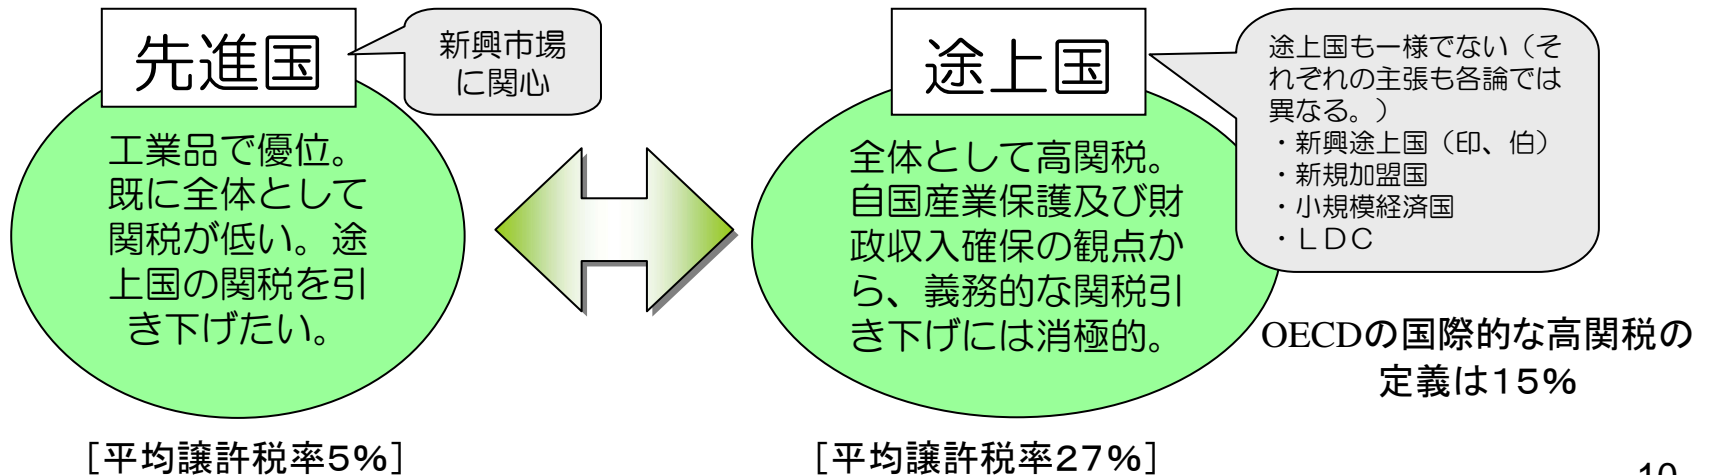 先進国
新興市場
に関心
工業品で優位。
既に全体として
関税が低い。途
上国の関税を引
き下げたい。
[平均譲許税率5%]
途上国
途上国も一様でない（そ
れぞれの主張も各論では
異なる。）
・新興途上国（印、伯）
・新規加盟国
・小規模経済国
・ＬＤＣ
全体として高関税。
自国産業保護及び財
政収入確保の観点か
ら、義務的な関税引
き下げには消極的。
[平均譲許税率２７%]
OECDの国際的な高関税の
定義は１５%
10